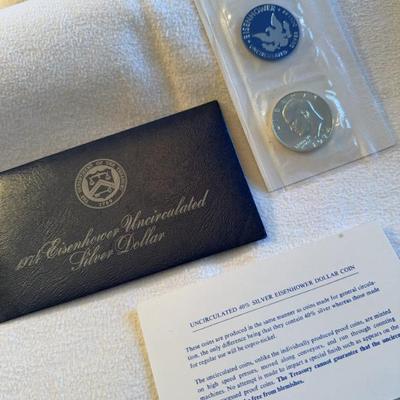 EISENHOWER
UNCIRCULATED SILVER
1974
1974 Eisenhower Uncirculated
Silver Dollar
UNCIRCULATED 40% SILVER EISENHOWER DOLLAR COIN
These coins are produced in the same manner as coins made for general circula-
tion, the only difference being that they contain 40% silver whereas those made
for regular use will be cupro-nickel.
The uncirculated coins, unlike the individually produced proof coins, are minted
on high speed presses, moved along conveyors, and run through counting
machines. No attempt is made to impart a special finish such as appears on the
The Treasury cannot guarantee that the uncirc
free from blemishes.